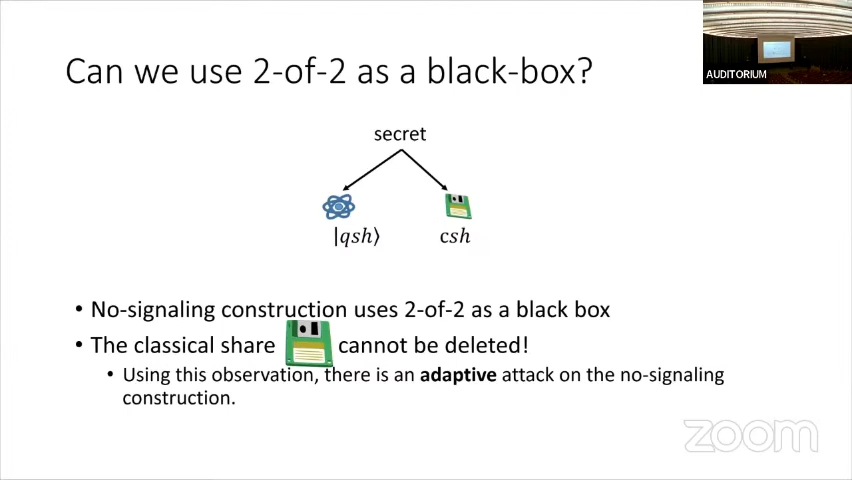 AUDITORIUM
Can we use 2-of-2 as a black-box?
secret
|qsh⟩
csh
• No-signaling construction uses 2-of-2 as a black box
• The classical share cannot be deleted!
• Using this observation, there is an adaptive attack on the no-signaling
construction.
zoom